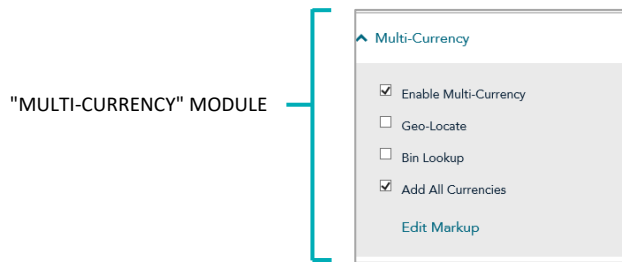 Multi-Currency
"MULTI-CURRENCY" MODULE
Enable Multi-Currency
Geo-Locate
Bin Lookup
Add All Currencies
Edit Markup